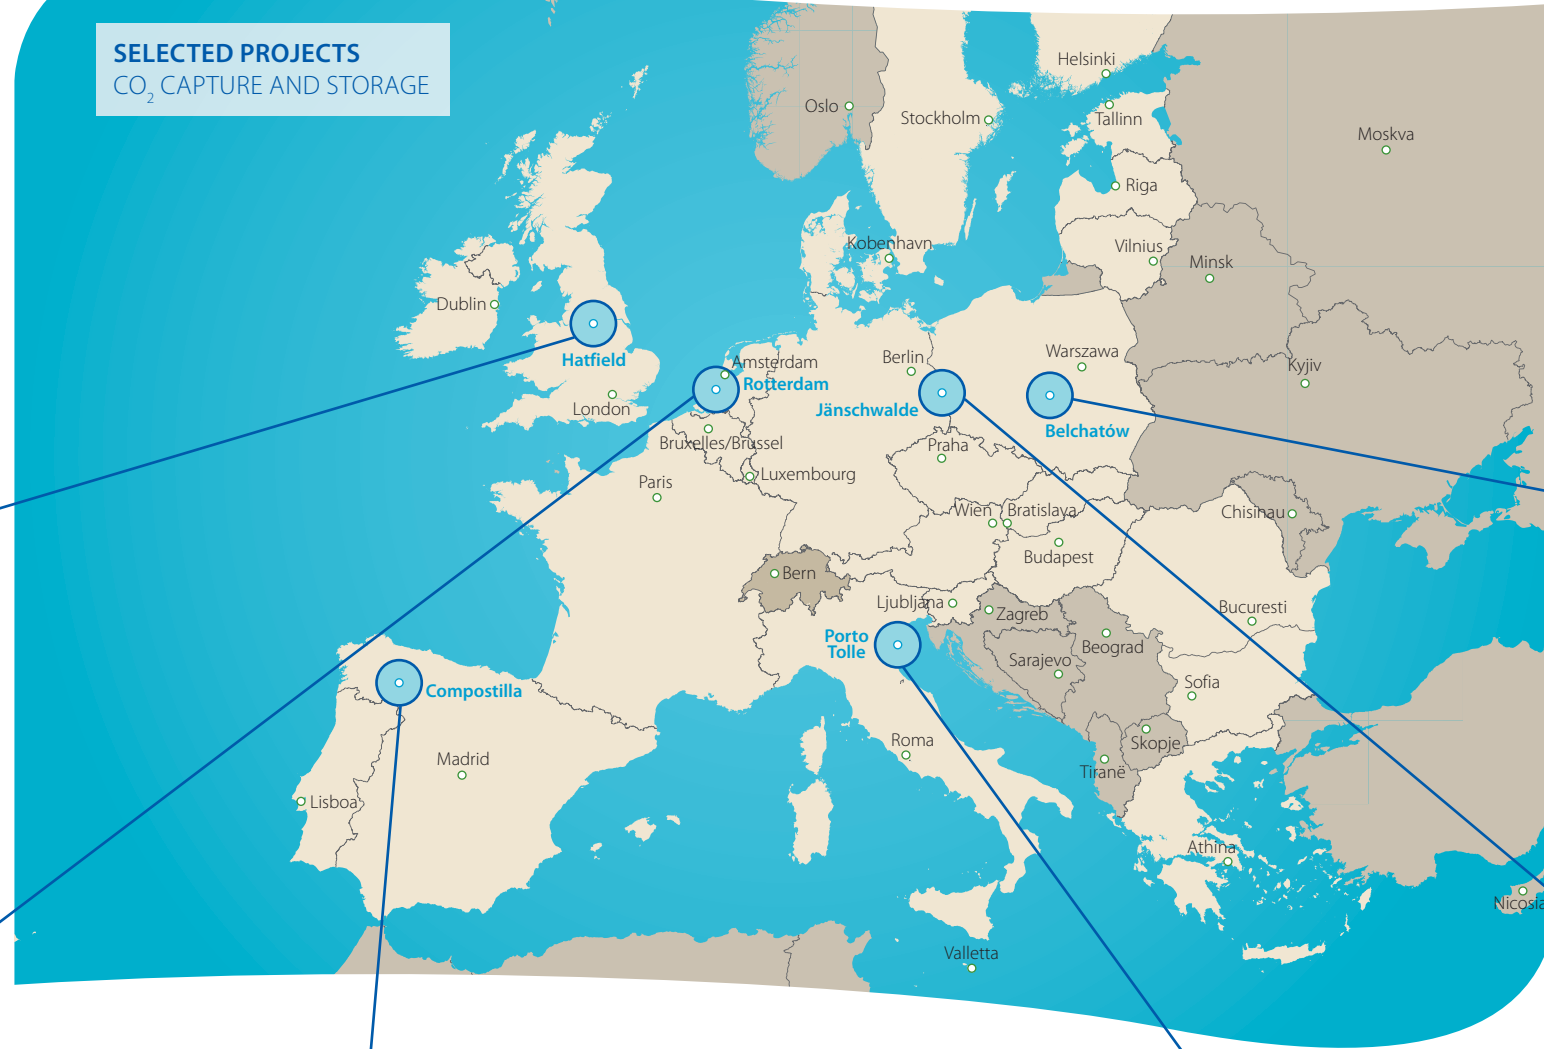 SELECTED PROJECTS
CO2 CAPTURE AND STORAGE
Helsinki
Oslo
Stockholm
Tallinn
Moskva
Riga
Kobenhavn
Vilnius
Minsk
Dublin
Hatfield
Amsterdam
Berlin
Warszawa
Kyjiv
Rotterdam
London
Jänschwalde
Belchatów
Bruxelles/Brussel
Praha
Luxembourg
Paris
Wien
Bratislava
Chisinau
Budapest
Bern
Ljubljana
Zagreb
Bucuresti
Porto
Tolle
Beograd
Sarajevo
Sofia
Compostilla
Roma
Skopje
Madrid
Tiranë
Lisboa
Athina
Nicosia
Valletta